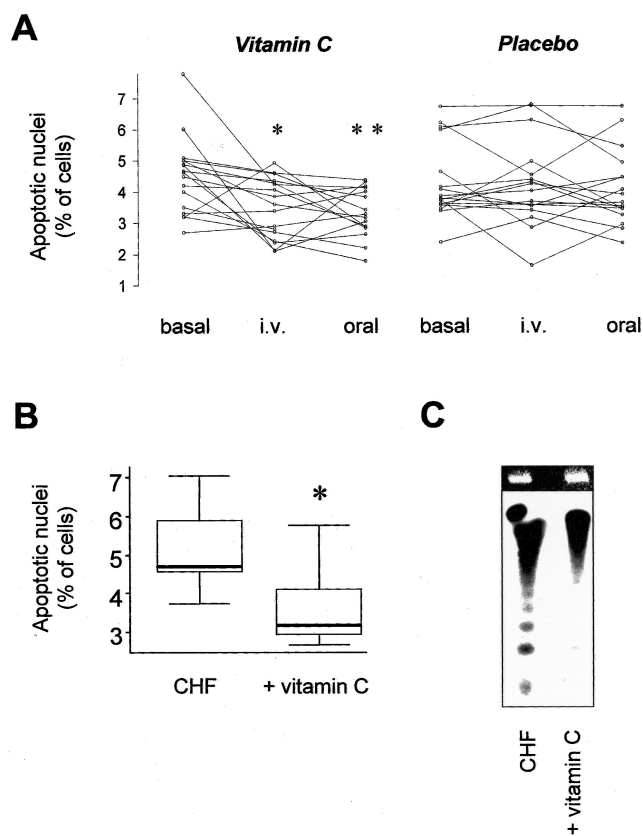 A
Vitamin C
Placebo
Apoptotic nuclei
(% of cells)
7
6
5
4
3
2
1
*
* *
basal
i.v.
oral
basal
i.v.
oral
B
Apoptotic nuclei
(% of cells)
7
6
5
4
3
*
CHF
+ vitamin C
C
CHF
+ vitamin C